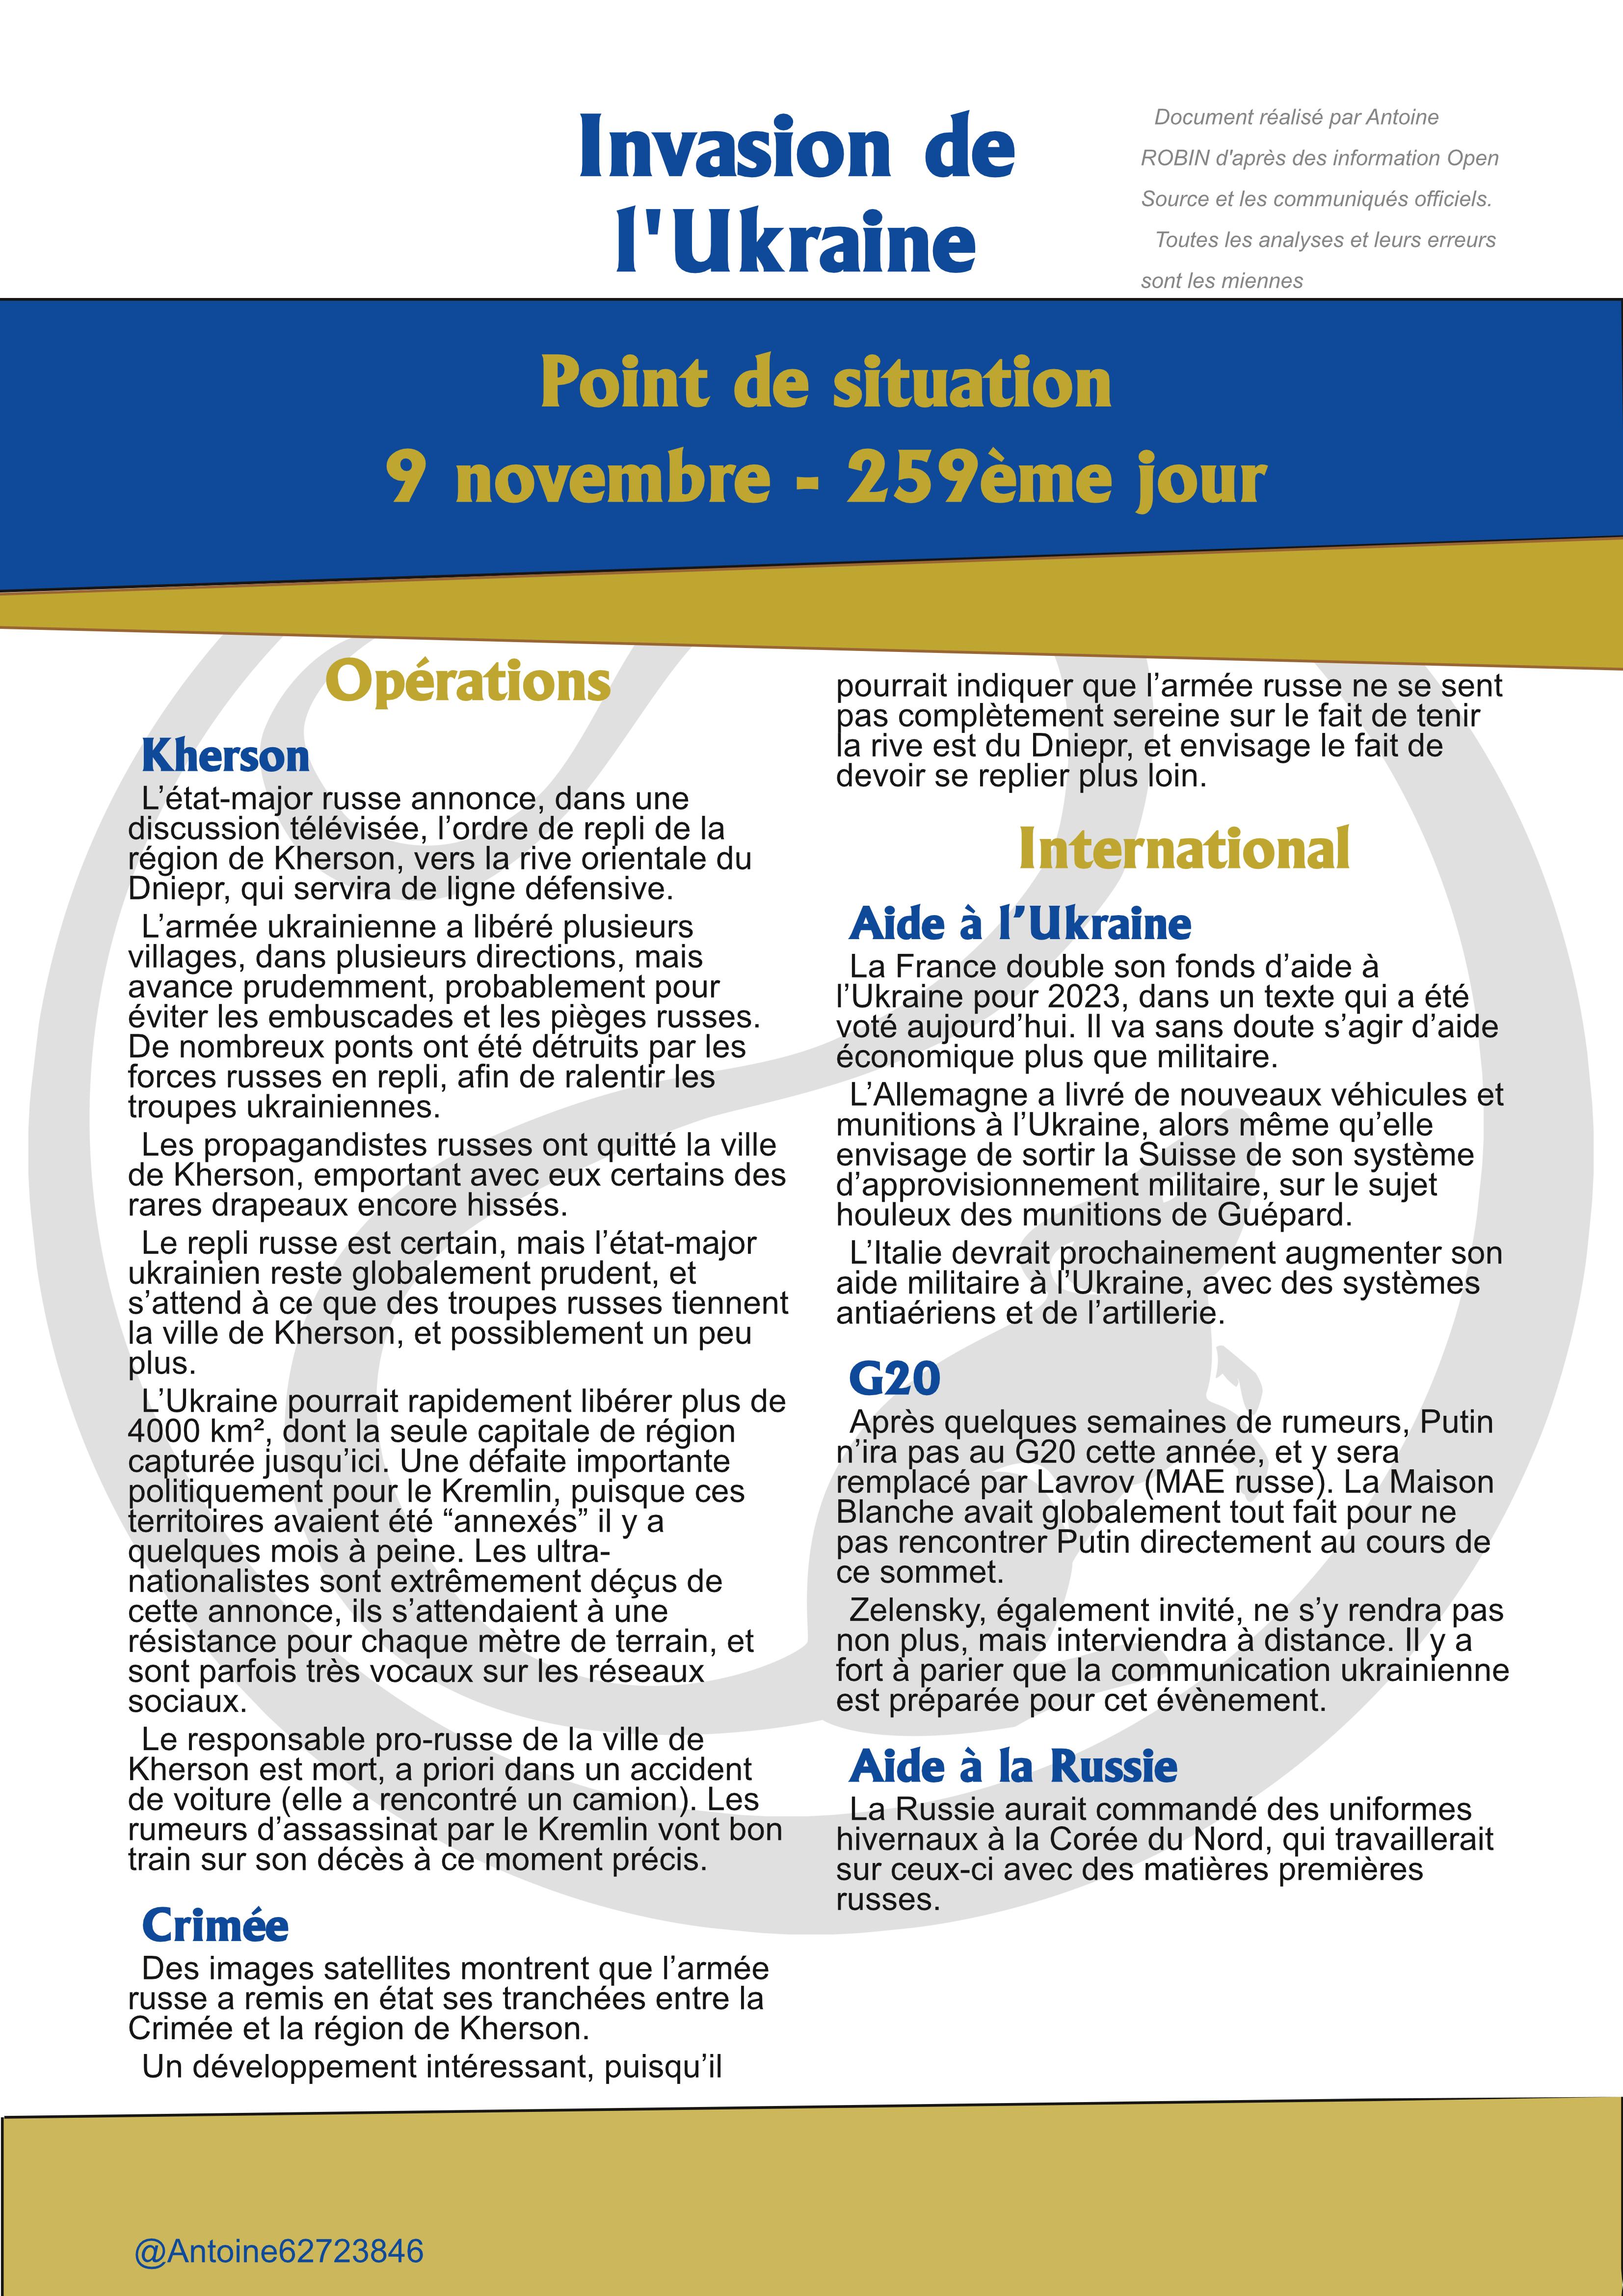 Invasion de
l'Ukraine
Document réalisé par Antoine
ROBIN d'après des information Open
Source et les communiqués officiels.
Toutes les analyses et leurs erreurs
sont les miennes
Point de situation
9 novembre - 259ème jour
Opérations
Kherson
L’état-major russe annonce, dans une
discussion télévisée, l’ordre de repli de la
région de Kherson, vers la rive orientale du
Dniepr, qui servira de ligne défensive.
L’armée ukrainienne a libéré plusieurs
villages, dans plusieurs directions, mais
avance prudemment, probablement pour
éviter les embuscades et les pièges russes.
De nombreux ponts ont été détruits par les
forces russes en repli, afin de ralentir les
troupes ukrainiennes.
Les propagandistes russes ont quitté la ville
de Kherson, emportant avec eux certains des
rares drapeaux encore hissés.
Le repli russe est certain, mais l’état-major
ukrainien reste globalement prudent, et
s’attend à ce que des troupes russes tiennent
la ville de Kherson, et possiblement un peu
plus.
L’Ukraine pourrait rapidement libérer plus de
4000 km², dont la seule capitale de région
capturée jusqu’ici. Une défaite importante
politiquement pour le Kremlin, puisque ces
territoires avaient été “annexés” il y a
quelques mois à peine. Les ultra-
nationalistes sont extrêmement déçus de
cette annonce, ils s’attendaient à une
résistance pour chaque mètre de terrain, et
sont parfois très vocaux sur les réseaux
sociaux.
Le responsable pro-russe de la ville de
Kherson est mort, a priori dans un accident
de voiture (elle a rencontré un camion). Les
rumeurs d’assassinat par le Kremlin vont bon
train sur son décès à ce moment précis.
Crimée
Des images satellites montrent que l’armée
russe a remis en état ses tranchées entre la
Crimée et la région de Kherson.
Un développement intéressant, puisqu’il
pourrait indiquer que l’armée russe ne se sent
pas complètement sereine sur le fait de tenir
la rive est du Dniepr, et envisage le fait de
devoir se replier plus loin.
International
Aide à l’Ukraine
La France double son fonds d’aide à
l’Ukraine pour 2023, dans un texte qui a été
voté aujourd’hui. Il va sans doute s’agir d’aide
économique plus que militaire.
L’Allemagne a livré de nouveaux véhicules et
munitions à l’Ukraine, alors même qu’elle
envisage de sortir la Suisse de son système
d’approvisionnement militaire, sur le sujet
houleux des munitions de Guépard.
L’Italie devrait prochainement augmenter son
aide militaire à l’Ukraine, avec des systèmes
antiaériens et de l’artillerie.
G20
Après quelques semaines de rumeurs, Putin
n’ira pas au G20 cette année, et y sera
remplacé par Lavrov (MAE russe). La Maison
Blanche avait globalement tout fait pour ne
pas rencontrer Putin directement au cours de
ce sommet.
Zelensky, également invité, ne s’y rendra pas
non plus, mais interviendra à distance. Il y a
fort à parier que la communication ukrainienne
est préparée pour cet évènement.
Aide à la Russie
La Russie aurait commandé des uniformes
hivernaux à la Corée du Nord, qui travaillerait
sur ceux-ci avec des matières premières
russes.
@Antoine62723846